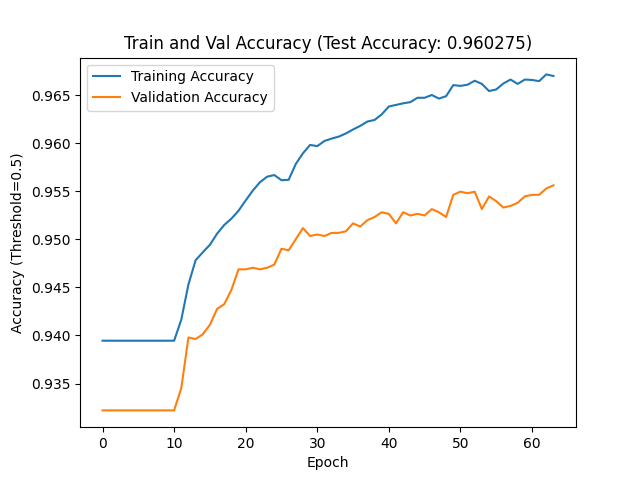 Train and Val Accuracy (Test Accuracy: 0.960275)
Training Accuracy
Validation Accuracy
0.965
0.960
0.955
0.950
0.945
0.940
0.935
Accuracy (Threshold=0.5)
0 10 20 30 40 50 60
Epoch